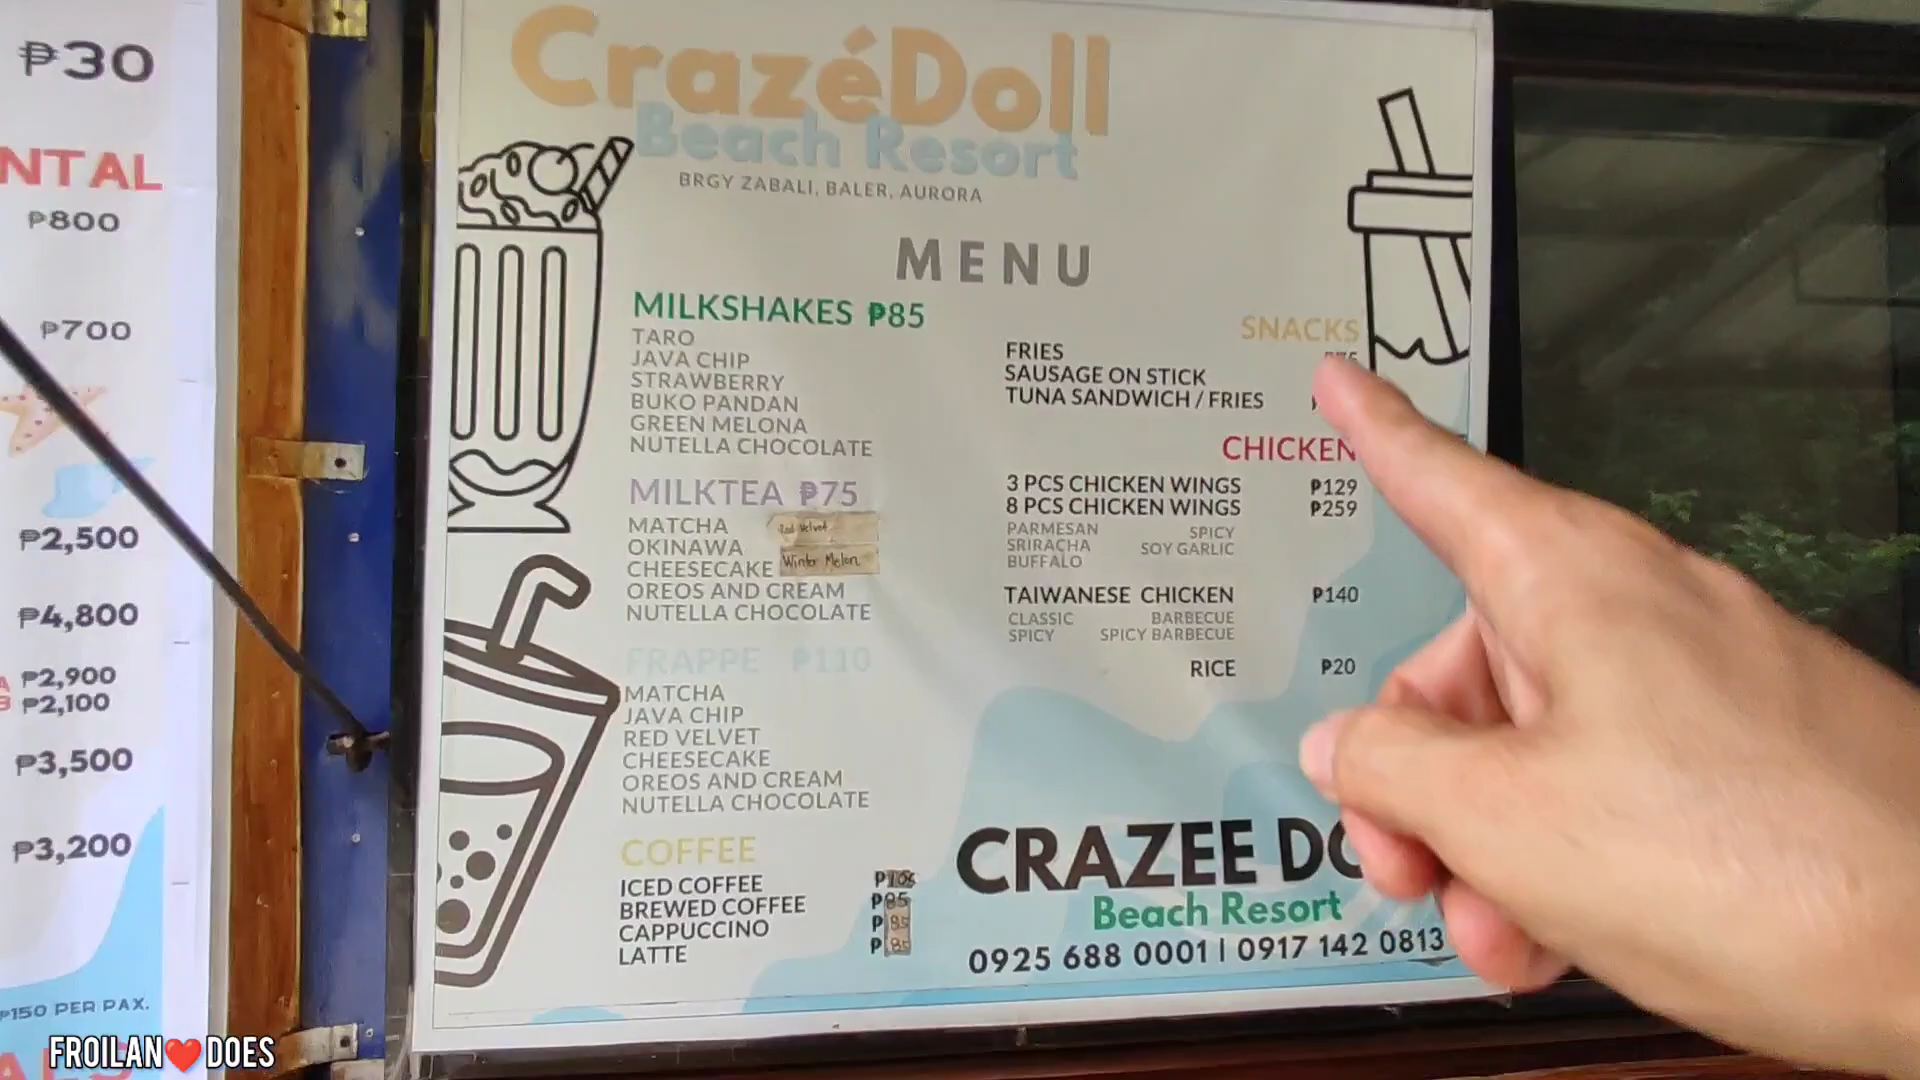 ₱30
NTAL
₱800
₱700
₱2,500
₱4,800
₱2,900
₱2,100
₱3,500
₱3,200
₱150 PER PAX.
CrazéDoll
Beach Resort
BRGY ZABALI, BALER, AURORA
MENU
MILKSHAKES ₱85
TARO
JAVA CHIP
STRAWBERRY
BUKO PANDAN
GREEN MELONA
NUTELLA CHOCOLATE
MILKTEA ₱75
MATCHA
Red Velvet
OKINAWA
Winter Melon
CHEESECAKE
OREOS AND CREAM
NUTELLA CHOCOLATE
FRAPPE ₱110
MATCHA
JAVA CHIP
RED VELVET
CHEESECAKE
OREOS AND CREAM
NUTELLA CHOCOLATE
COFFEE
ICED COFFEE
BREWED COFFEE ₱85
CAPPUCCINO ₱85
LATTE ₱85
SNACKS
FRIES
SAUSAGE ON STICK
TUNA SANDWICH / FRIES
CHICKEN
3 PCS CHICKEN WINGS ₱129
8 PCS CHICKEN WINGS ₱259
PARMESAN SPICY
SRIRACHA SOY GARLIC
BUFFALO
TAIWANESE CHICKEN ₱140
CLASSIC BARBECUE
SPICY SPICY BARBECUE
RICE ₱20
CRAZEE DO
Beach Resort
0925 688 0001 | 0917 142 0813
FROILAN❤️DOES